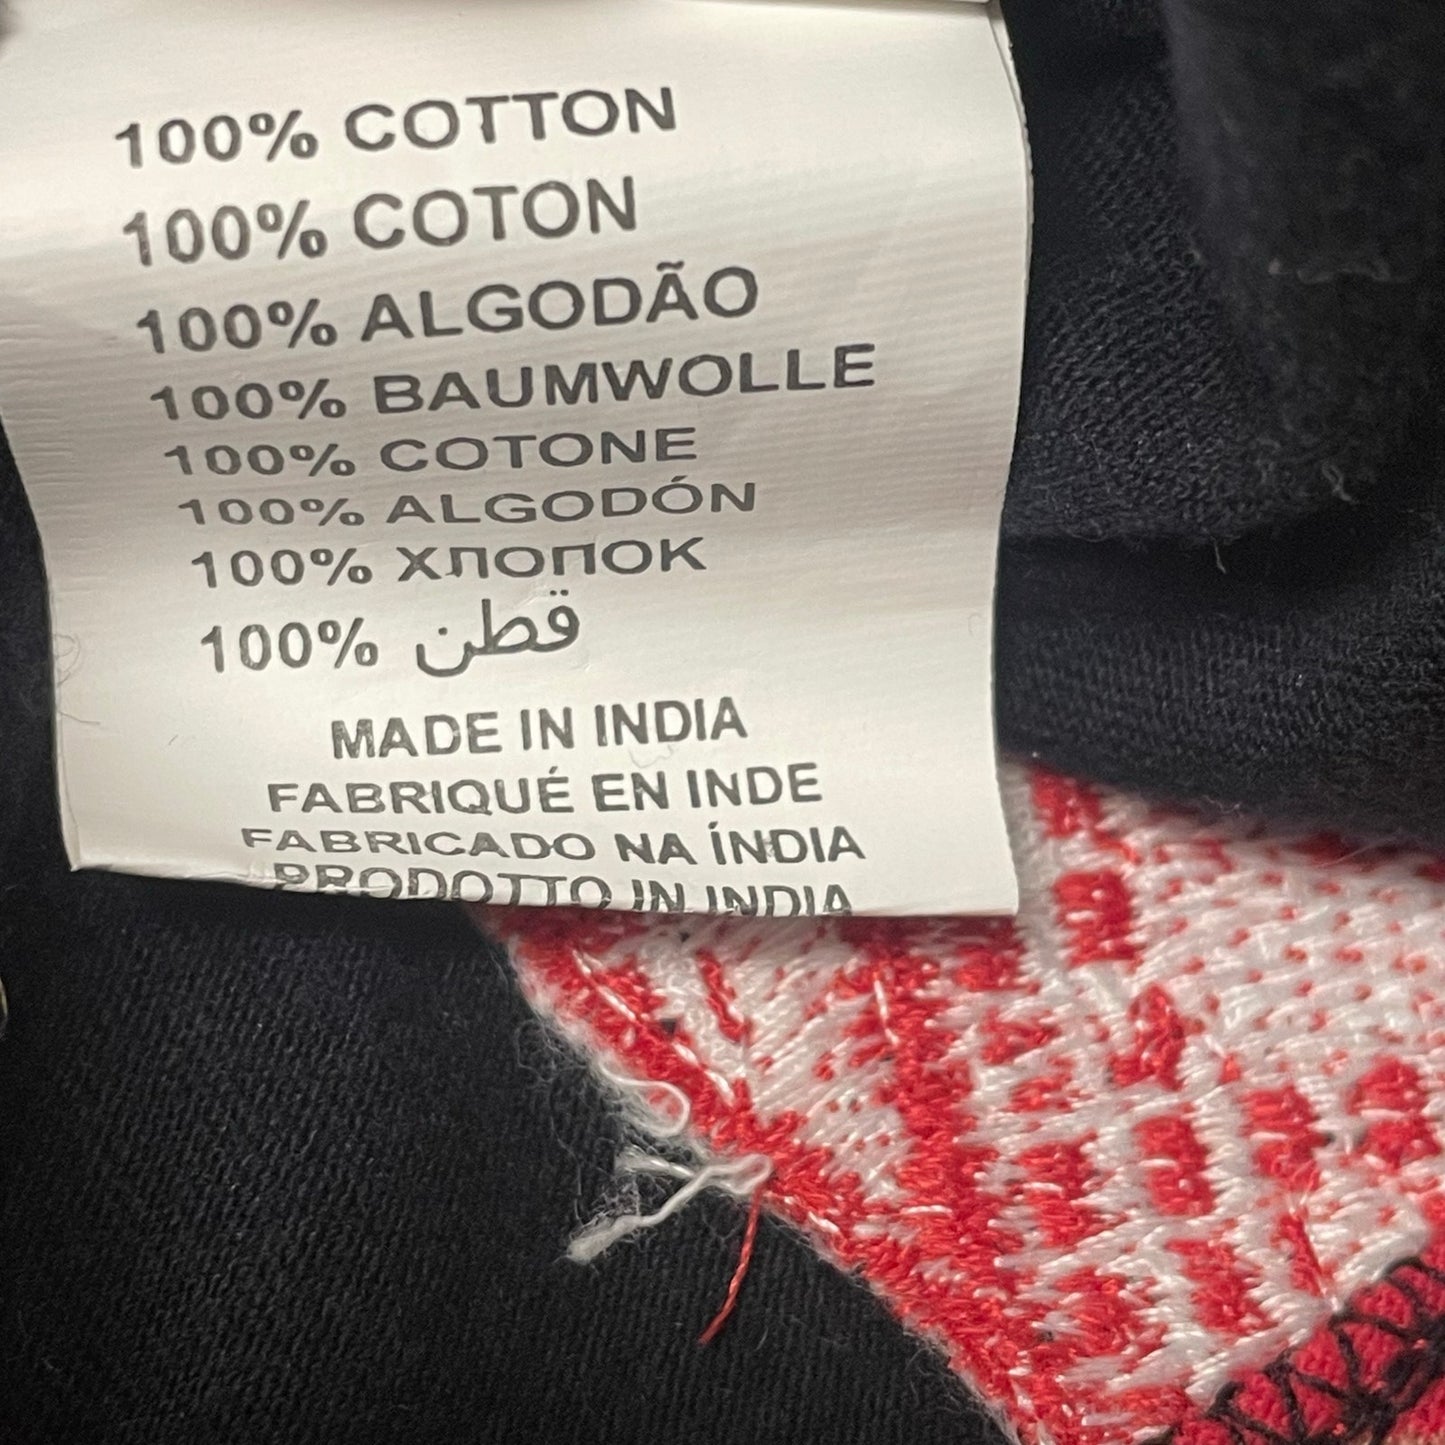 100% COTTON
100% COTON
100% ALGODÃO
100% BAUMWOLLE
100% COTONE
100% ALGODÓN
100% ХЛОПОК
100% قطن
MADE IN INDIA
FABRIQUÉ EN INDE
FABRICADO NA ÍNDIA
PRODOTTO IN INDIA